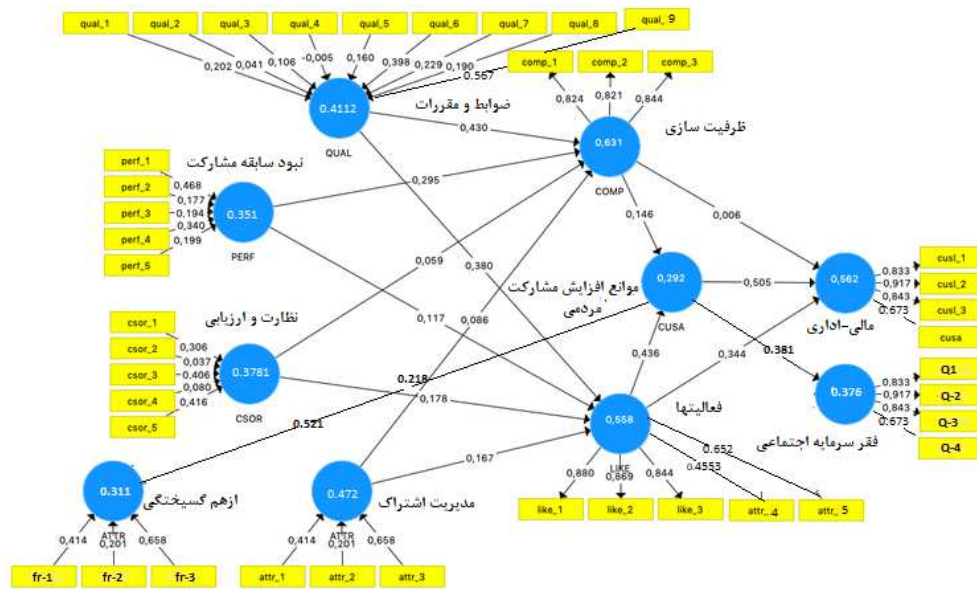 qual_1 qual_2 qual_3 qual_4 qual_5 qual_6 qual_7 qual_8 qual_9
0,202 0,041 0,106 -0,005 0,160 0,398 0,229 0,190 0.567
comp_1 comp_2 comp_3
0,824 0,821 0,844
0.4112
QUAL
ضوابط و مقررات
0,430
0,631
COMP
ظرفیت سازی
نبود سابقه مشارکت
perf_1
perf_2
perf_3
perf_4
perf_5
0,468
0,177
0,194
0,340
0,199
0.351
PERF
0,295
0,059
0,380
0,146
0,006
موانع افزایش مشارکت
مردمی
0,292
CUSA
0,505
0,562
مالی-اداری
cusl_1
cusl_2
cusl_3
cusa
0,833
0,917
0,843
0.673
0,117
0,086
نظارت و ارزیابی
csor_1
csor_2
csor_3
csor_4
csor_5
0,306
0,037
0,406
0,080
0,416
0.3781
CSOR
0.218
0.521
0,178
0,436
0,344
0.381
0.376
فقر سرمایه اجتماعی
Q1
Q-2
Q-3
Q-4
0,833
0,917
0,843
0.673
فعالیتها
0,558
LIKE
0.652
0.4553
0,880 0,869 0,844
like_1 like_2 like_3 attr_4 attr_5
0,167
0.311
ازهم گسیختگی
ATTR
0,414 0,201 0,658
fr-1 fr-2 fr-3
0.472
مدیریت اشتراک
ATTR
0,414 0,201 0,658
attr_1 attr_2 attr_3